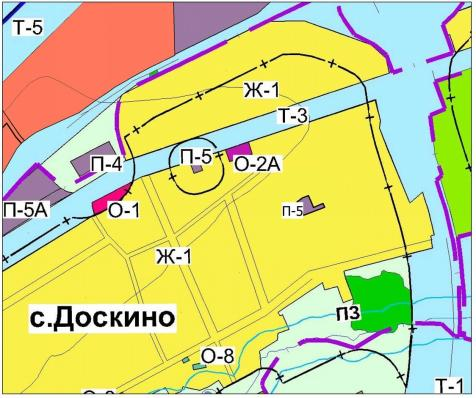 Т-5
Ж-1
Т-3
П-4
П-5
О-2А
П-5А
О-1
П-5
Ж-1
с.Доскино
ПЗ
О-8
Т-1